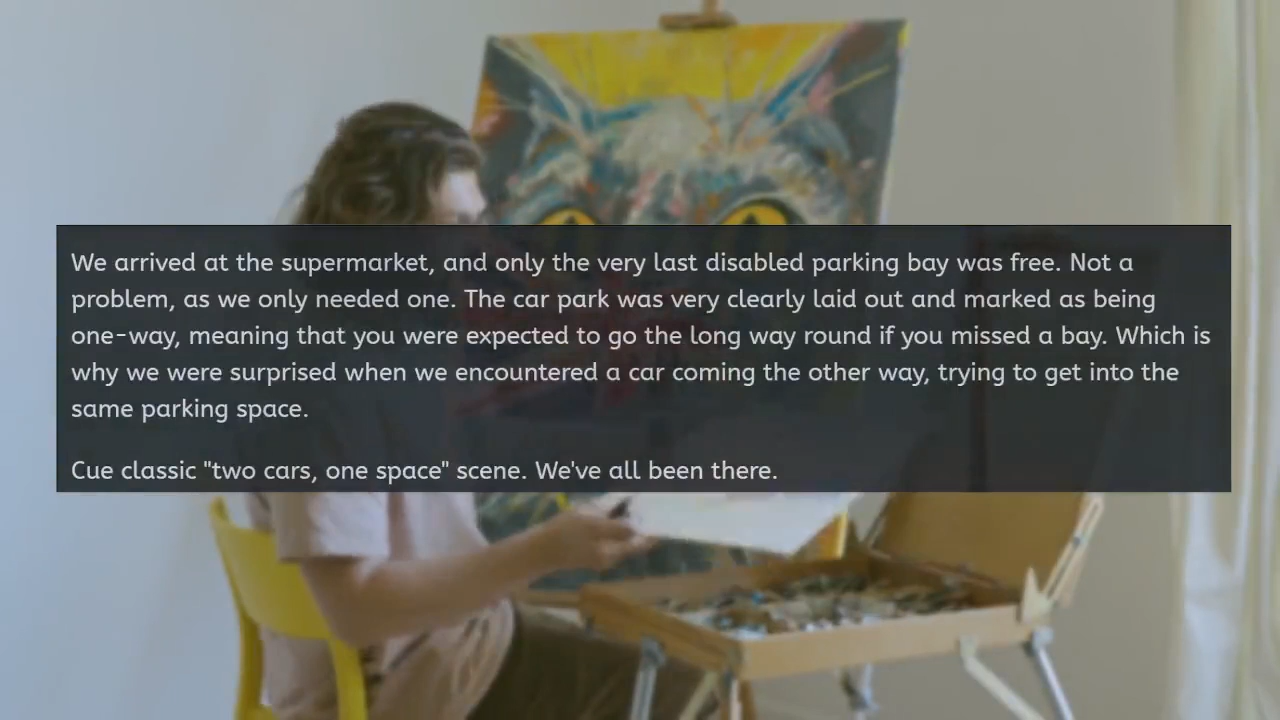 We arrived at the supermarket, and only the very last disabled parking bay was free. Not a
problem, as we only needed one. The car park was very clearly laid out and marked as being
one-way, meaning that you were expected to go the long way round if you missed a bay. Which is
why we were surprised when we encountered a car coming the other way, trying to get into the
same parking space.
Cue classic "two cars, one space" scene. We've all been there.